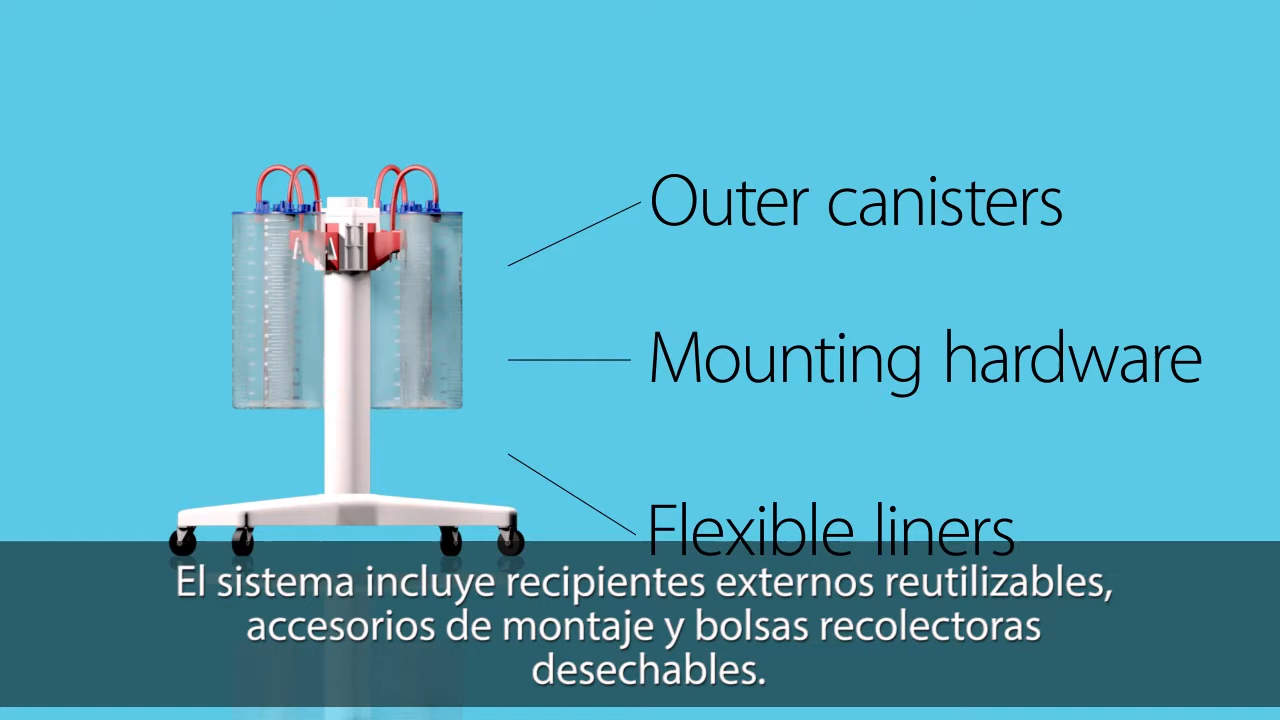 Outer canisters
Mounting hardware
Flexible liners
El sistema incluye recipientes externos reutilizables,
accesorios de montaje y bolsas recolectoras
desechables.